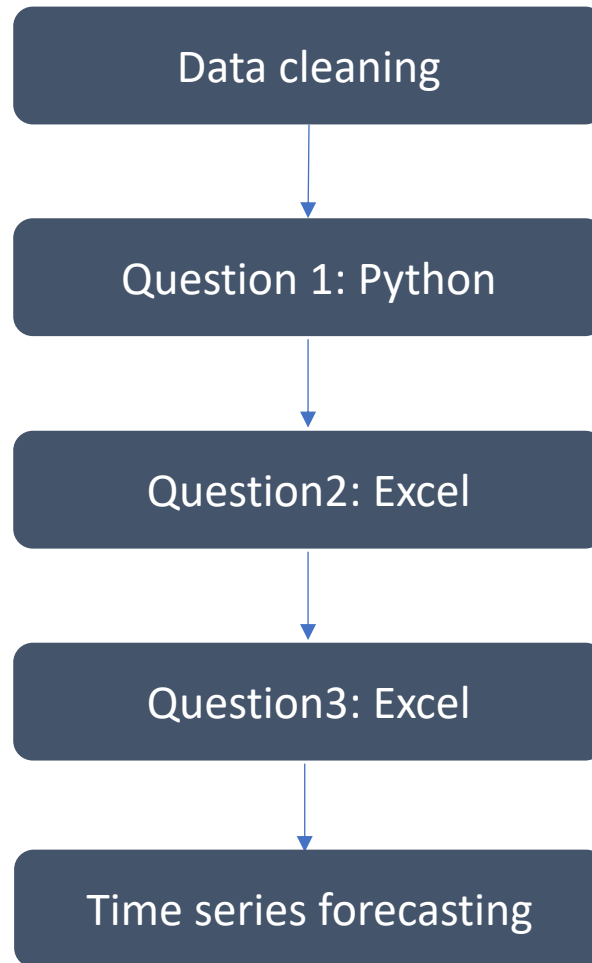 Data cleaning
Question 1: Python
Question2: Excel
Question3: Excel
Time series forecasting